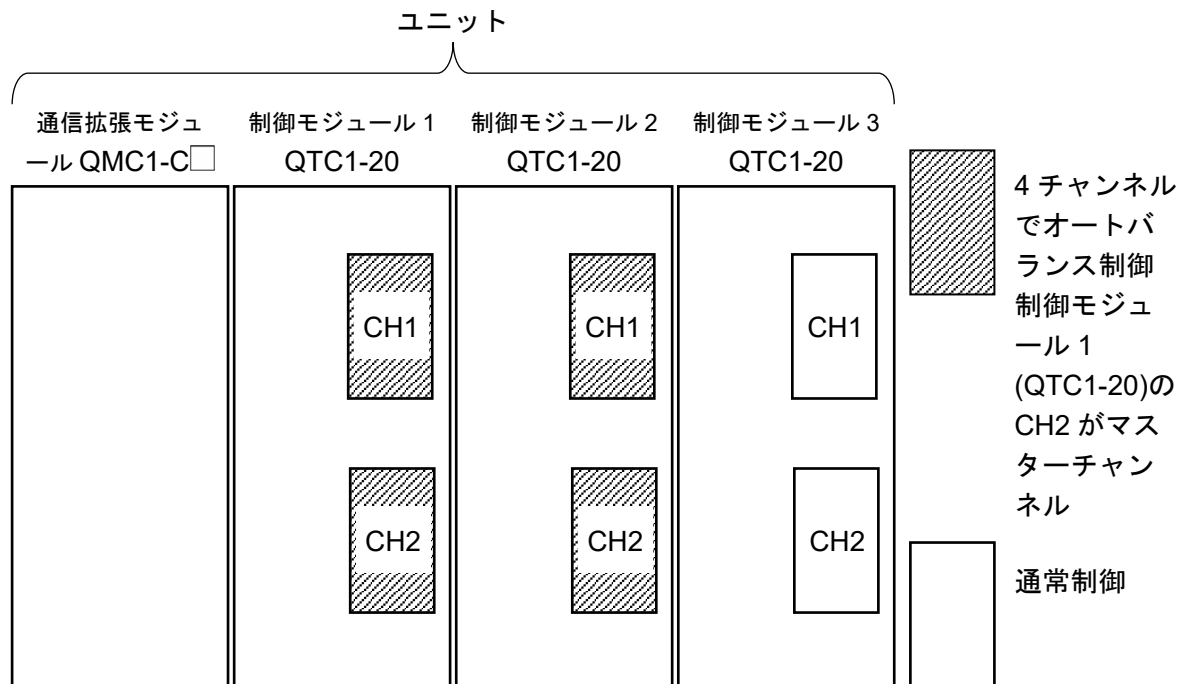 ユニット
通信拡張モジュ
ール QMC1-C□
制御モジュール 1
QTC1-20
制御モジュール 2
QTC1-20
制御モジュール 3
QTC1-20
CH1
CH1
CH1
CH2
CH2
CH2
4 チャンネル
でオートバ
ランス制御
制御モジュ
ール 1
(QTC1-20)の
CH2 がマス
ターチャン
ネル
通常制御